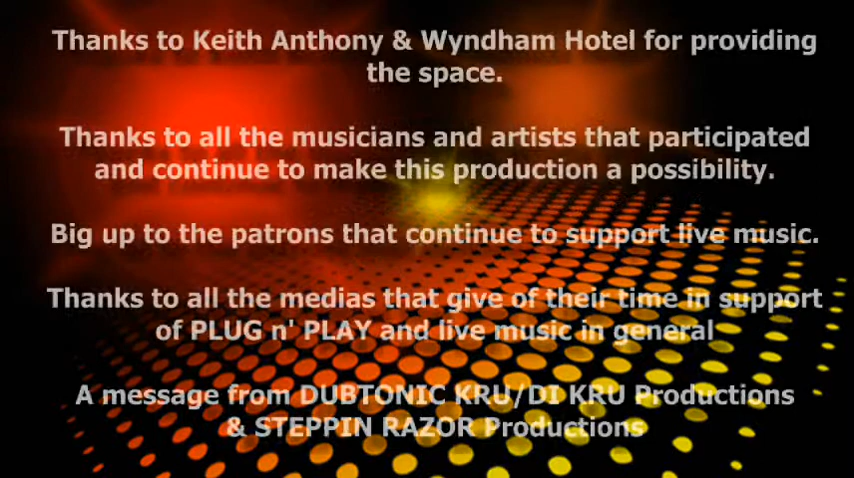 Thanks to Keith Anthony & Wyndham Hotel for providing
the space.
Thanks to all the musicians and artists that participated
and continue to make this production a possibility.
Big up to the patrons that continue to support live music.
Thanks to all the medias that give of their time in support
of PLUG n' PLAY and live music in general
A message from DUBTONIC KRU/DI KRU Productions
& STEPPIN RAZOR Productions